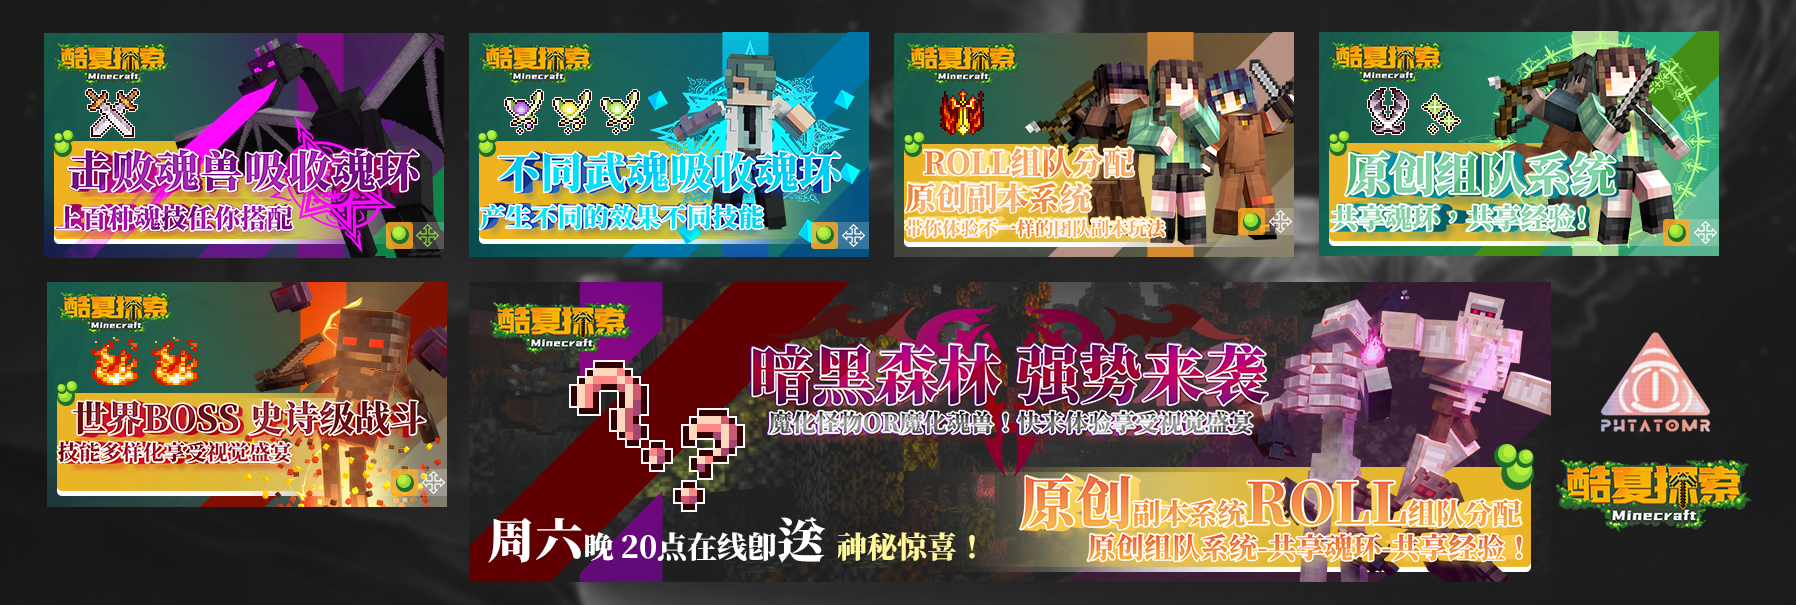 酷夏探索
Minecraft
击败魂兽吸收魂环
上百种魂技任你搭配
酷夏探索
Minecraft
不同武魂吸收魂环
产生不同的效果不同技能
酷夏探索
Minecraft
ROLL组队分配
原创副本系统
带你体验不一样的团队副本玩法
酷夏探索
Minecraft
原创组队系统
共享魂环，共享经验！
酷夏探索
Minecraft
世界BOSS 史诗级战斗
技能多样化享受视觉盛宴
酷夏探索
Minecraft
暗黑森林 强势来袭
魔化怪物OR魔化魂兽！快来体验享受视觉盛宴
原创副本系统ROLL组队分配
原创组队系统-共享魂环-共享经验！
周六晚 20点在线即送 神秘惊喜！
PHTATOMR
酷夏探索
Minecraft